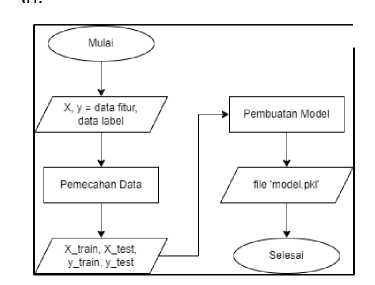 Mulai
X, y = data fitur,
data label
Pemecahan Data
X_train, X_test,
y_train, y_test
Pembuatan Model
file 'model.pkl'
Selesai